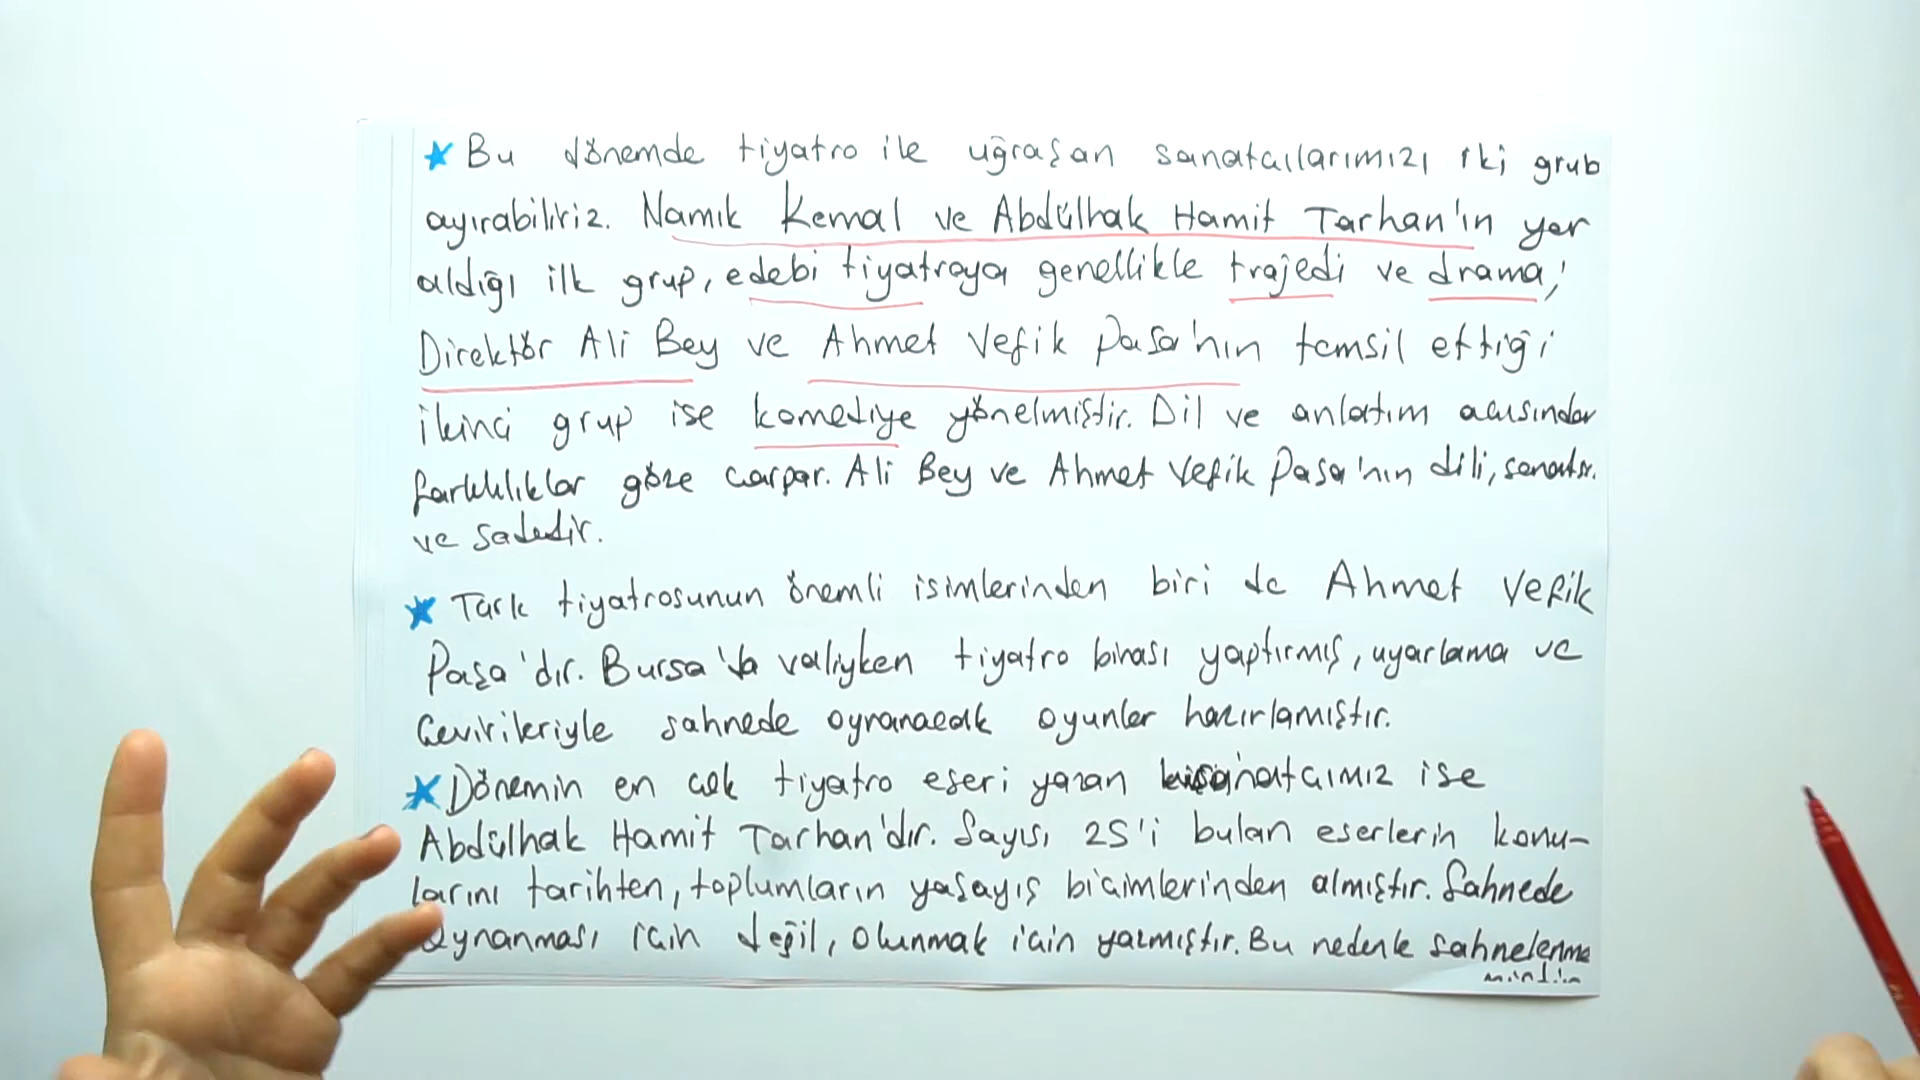 Bu dönemde tiyatro ile uğraşan sanatçılarımızı iki grub
ayırabiliriz. Namık Kemal ve Abdülhak Hamit Tarhan'ın yer
aldığı ilk grup, edebi tiyatroya genellikle trajedi ve drama;
Direktör Ali Bey ve Ahmet Vefik Paşa'nın temsil ettiği
ikinci grup ise komediye yönelmiştir. Dil ve anlatım açısından
farklılıklar göze çarpar. Ali Bey ve Ahmet Vefik Paşa'nın dili,
ve sadedir.
Türk tiyatrosunun önemli isimlerinden biri de Ahmet Vefik
Paşa'dır. Bursa'da valiyken tiyatro binası yaptırmış, uyarlama ve
Çevirileriyle sahnede oynanacak oyunler hazırlamıştır.
Dönemin en çok tiyatro eseri yazan sanatçımız ise
Abdülhak Hamit Tarhan'dır. Sayısı 25'i bulan eserlerin konu-
larını tarihten, toplumların yaşayış biçimlerinden almıştır. Sahnede
Oynanması için değil, Okunmak için yazmıştır. Bu nedenle sahnelenme